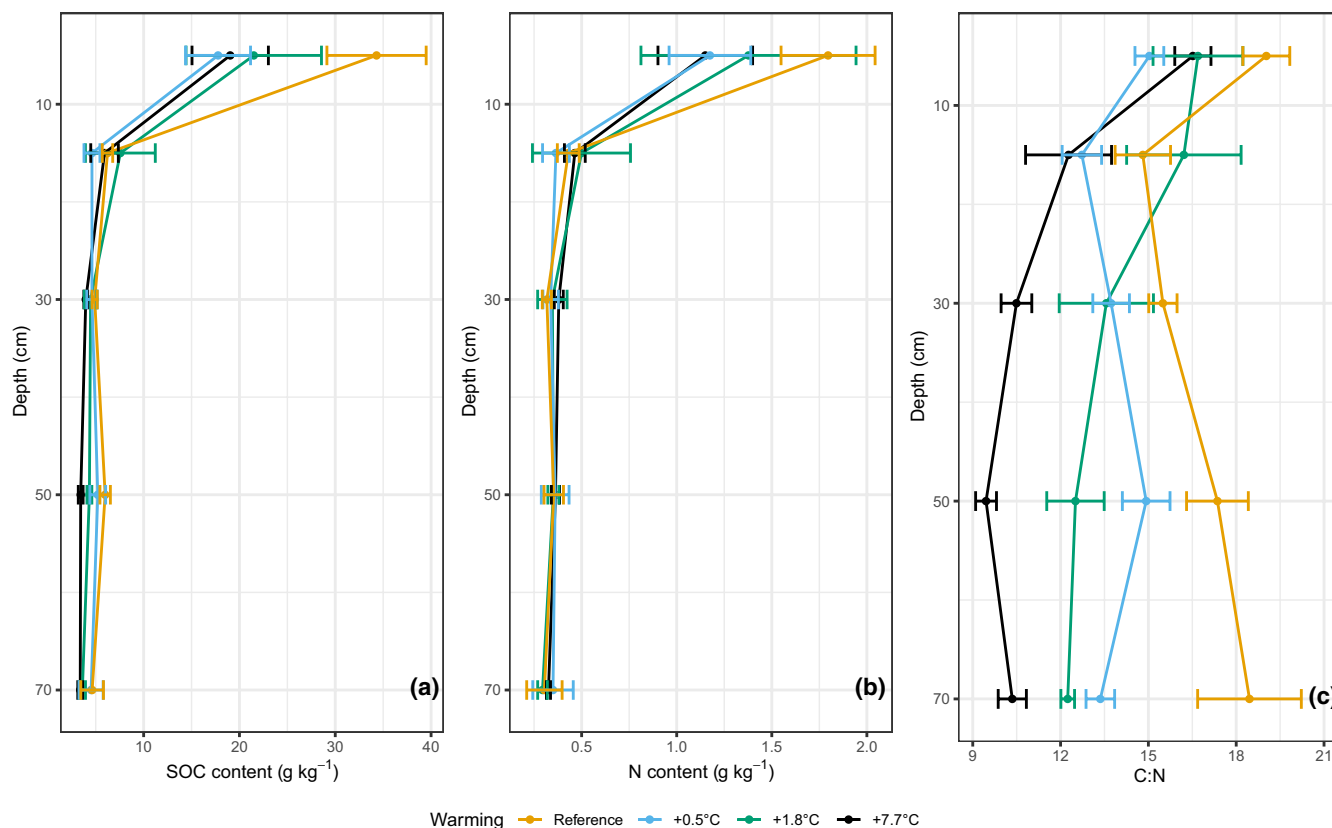 Depth (cm)
10
30
50
70
10
20
30
40
SOC content (g kg⁻¹)
(a)
Depth (cm)
10
30
50
70
0.5
1.0
1.5
2.0
N content (g kg⁻¹)
(b)
Depth (cm)
10
30
50
70
9
12
15
18
21
C:N
(c)
Warming Reference +0.5°C +1.8°C +7.7°C